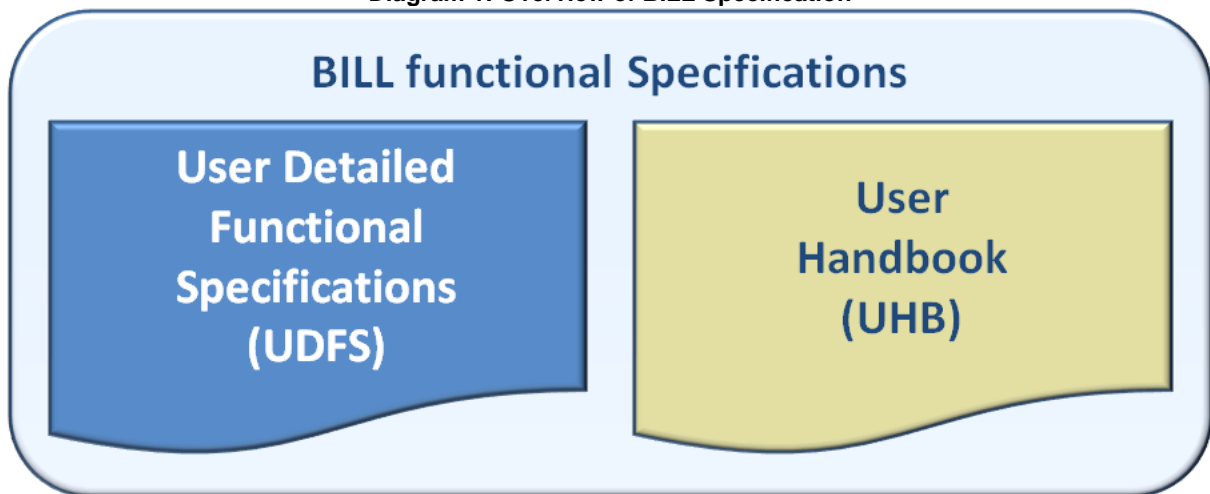 BILL functional Specifications
User Detailed
Functional
Specifications
(UDFS)
User
Handbook
(UHB)